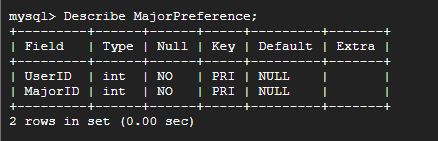 mysql> Describe MajorPreference;
+---------+------+------+-----+---------+-------+
| Field   | Type | Null | Key | Default | Extra |
+---------+------+------+-----+---------+-------+
| UserID  | int  | NO   | PRI | NULL    |       |
| MajorID | int  | NO   | PRI | NULL    |       |
+---------+------+------+-----+---------+-------+
2 rows in set (0.00 sec)